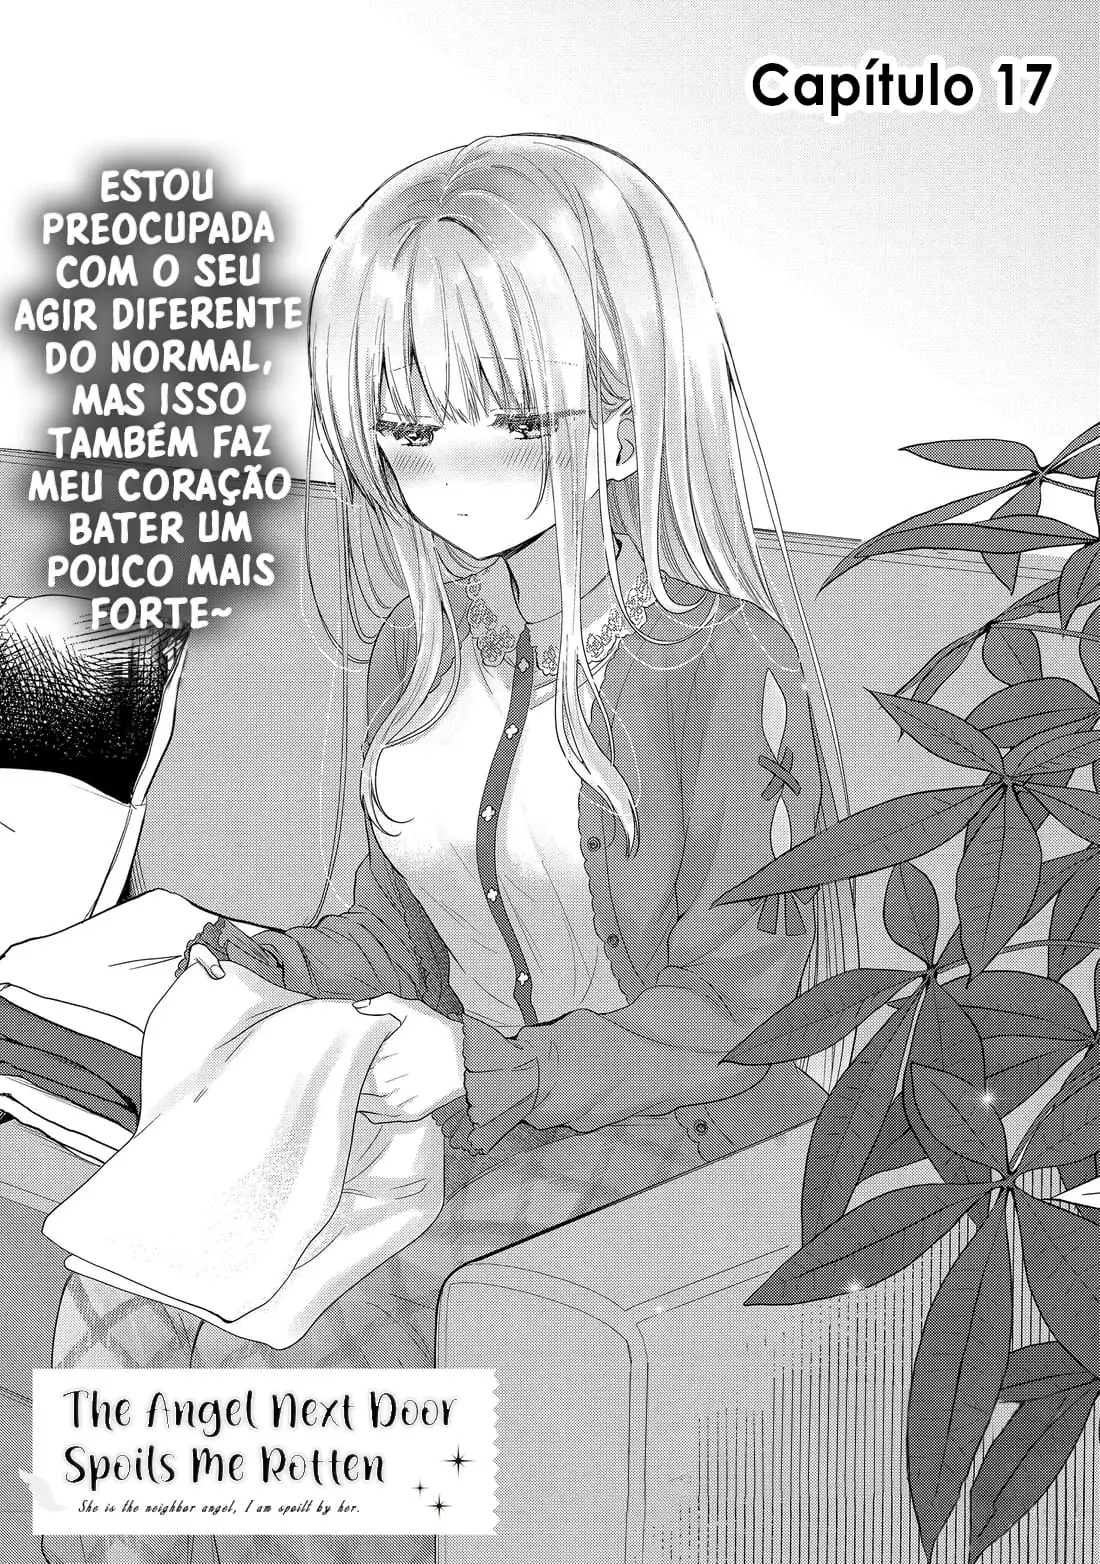 Capítulo 17
ESTOU
PREOCUPADA
COM O SEU
AGIR DIFERENTE
DO NORMAL,
MAS ISSO
TAMBÉM FAZ
MEU CORAÇÃO
BATER UM
POUCO MAIS
FORTE~
The Angel Next Door
Spoils Me Rotten
She is the neighbor angel, I am spoilt by her.